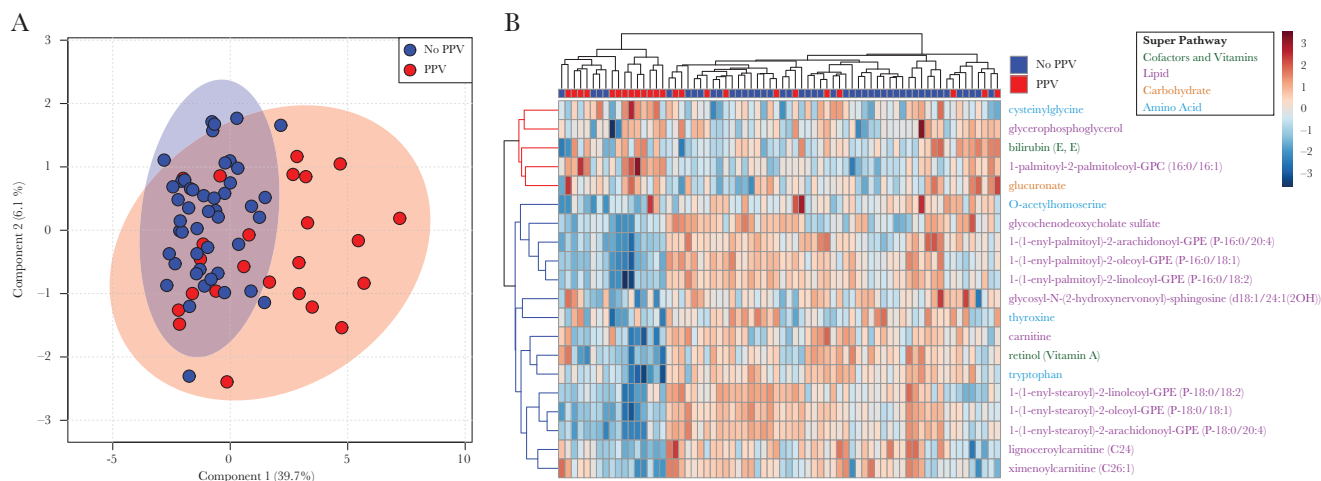 A
B
3
2
1
0
−1
−2
−3
-5
0
5
10
Component 2 (6.1 %)
Component 1 (39.7%)
No PPV
PPV
No PPV
PPV
Super Pathway
Cofactors and Vitamins
Lipid
Carbohydrate
Amino Acid
3
2
1
0
−1
−2
−3
cysteinylglycine
glycerophosphoglycerol
bilirubin (E, E)
1-palmitoyl-2-palmitoleoyl-GPC (16:0/16:1)
glucuronate
O-acetylhomoserine
glycochenodeoxycholate sulfate
1-(1-enyl-palmitoyl)-2-arachidonoyl-GPE (P-16:0/20:4)
1-(1-enyl-palmitoyl)-2-oleoyl-GPE (P-16:0/18:1)
1-(1-enyl-palmitoyl)-2-linoleoyl-GPE (P-16:0/18:2)
glycosyl-N-(2-hydroxynervonoyl)-sphingosine (d18:1/24:1(2OH))
thyroxine
carnitine
retinol (Vitamin A)
tryptophan
1-(1-enyl-stearoyl)-2-linoleoyl-GPE (P-18:0/18:2)
1-(1-enyl-stearoyl)-2-oleoyl-GPE (P-18:0/18:1)
1-(1-enyl-stearoyl)-2-arachidonoyl-GPE (P-18:0/20:4)
lignoceroylcarnitine (C24)
ximenoylcarnitine (C26:1)